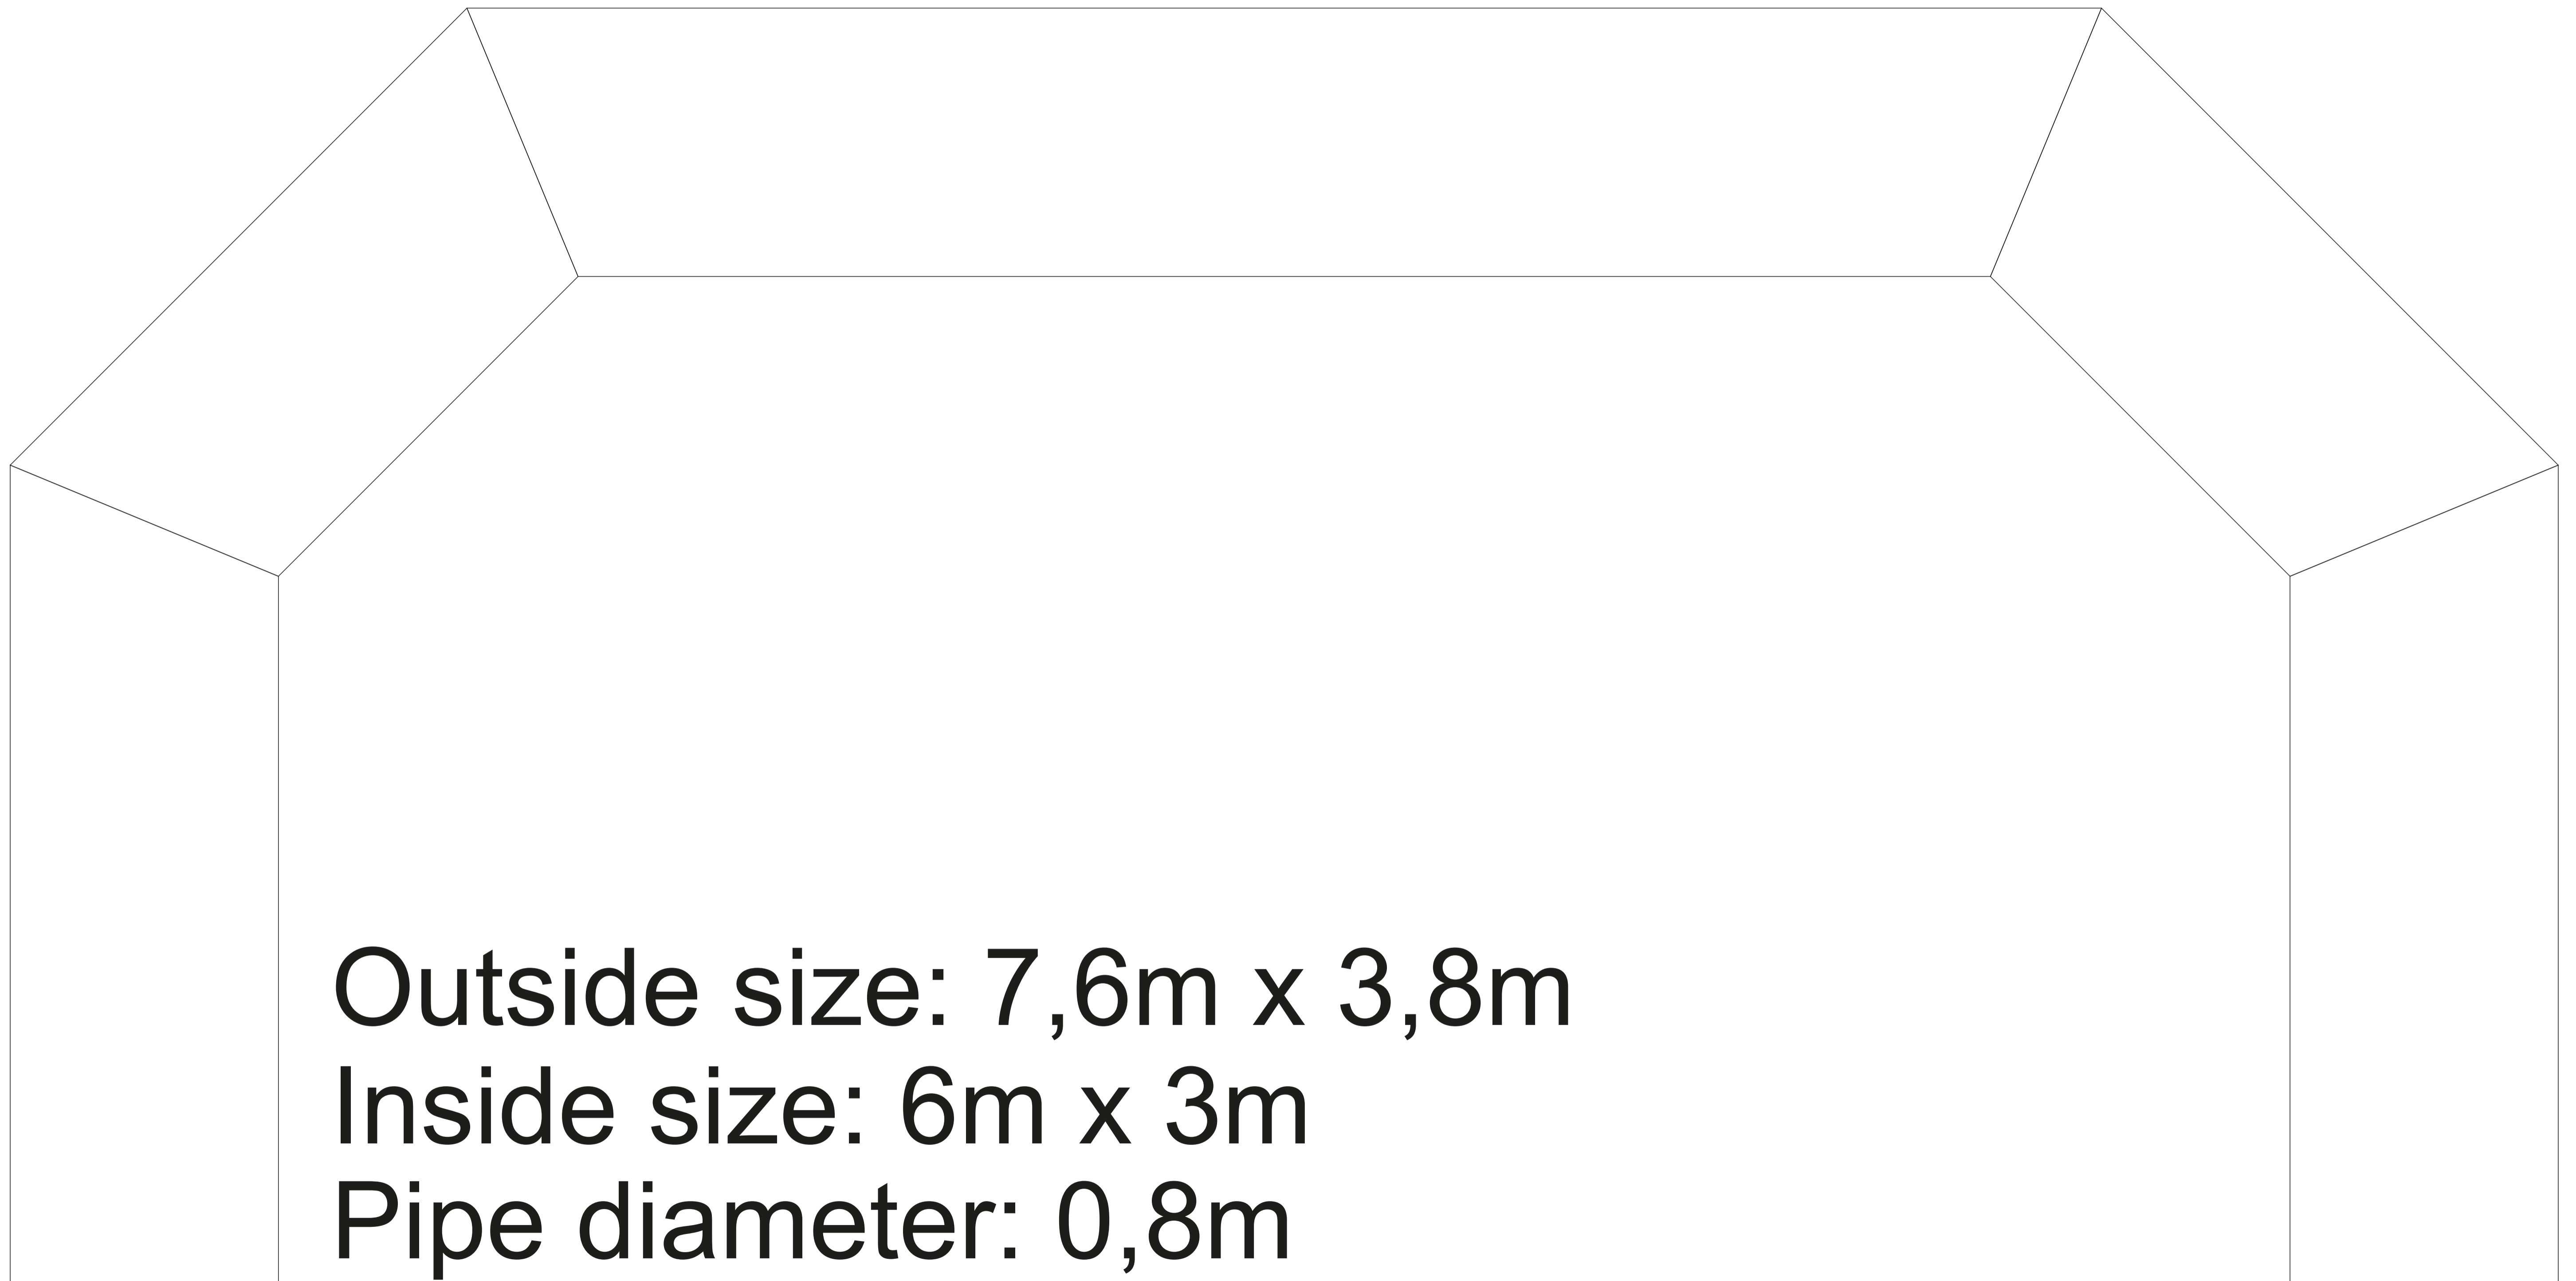 Outside size: 7,6m x 3,8m
Inside size: 6m x 3m
Pipe diameter: 0,8m